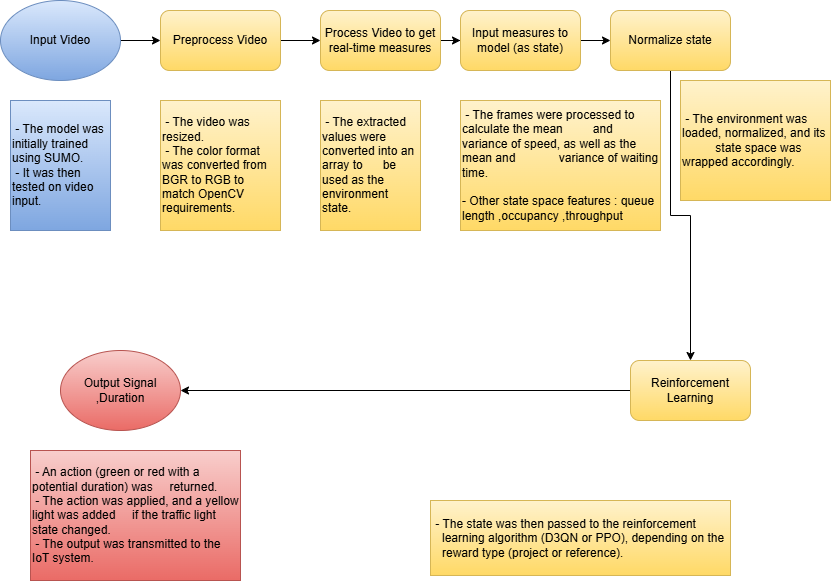 Input Video
Preprocess Video
Process Video to get
real-time measures
Input measures to
model (as state)
Normalize state
- The model was
initially trained
using SUMO.
- It was then
tested on video
input.
- The video was
resized.
- The color format
was converted from
BGR to RGB to
match OpenCV
requirements.
- The extracted
values were
converted into an
array to be
used as the
environment
state.
- The frames were processed to
calculate the mean and
variance of speed, as well as the
mean and variance of waiting
time.
- Other state space features : queue
length ,occupancy ,throughput
- The environment was
loaded, normalized, and its
state space was
wrapped accordingly.
Output Signal
,Duration
Reinforcement
Learning
- An action (green or red with a
potential duration) was returned.
- The action was applied, and a yellow
light was added if the traffic light
state changed.
- The output was transmitted to the
IoT system.
- The state was then passed to the reinforcement
learning algorithm (D3QN or PPO), depending on the
reward type (project or reference).